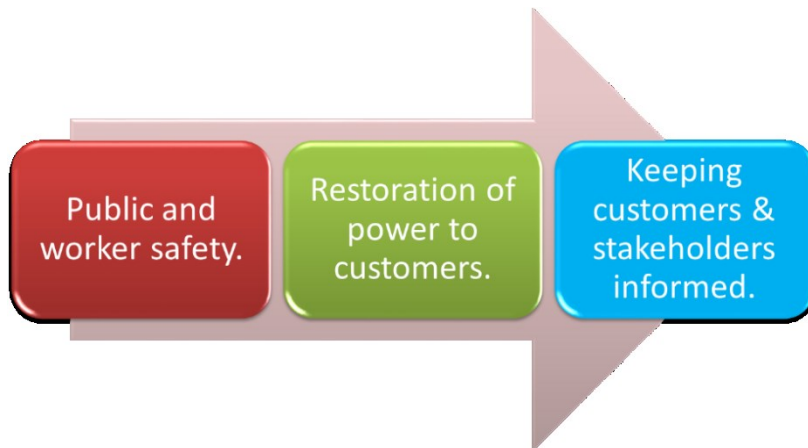 Public and
worker safety.
Restoration of
power to
customers.
Keeping
customers &
stakeholders
informed.